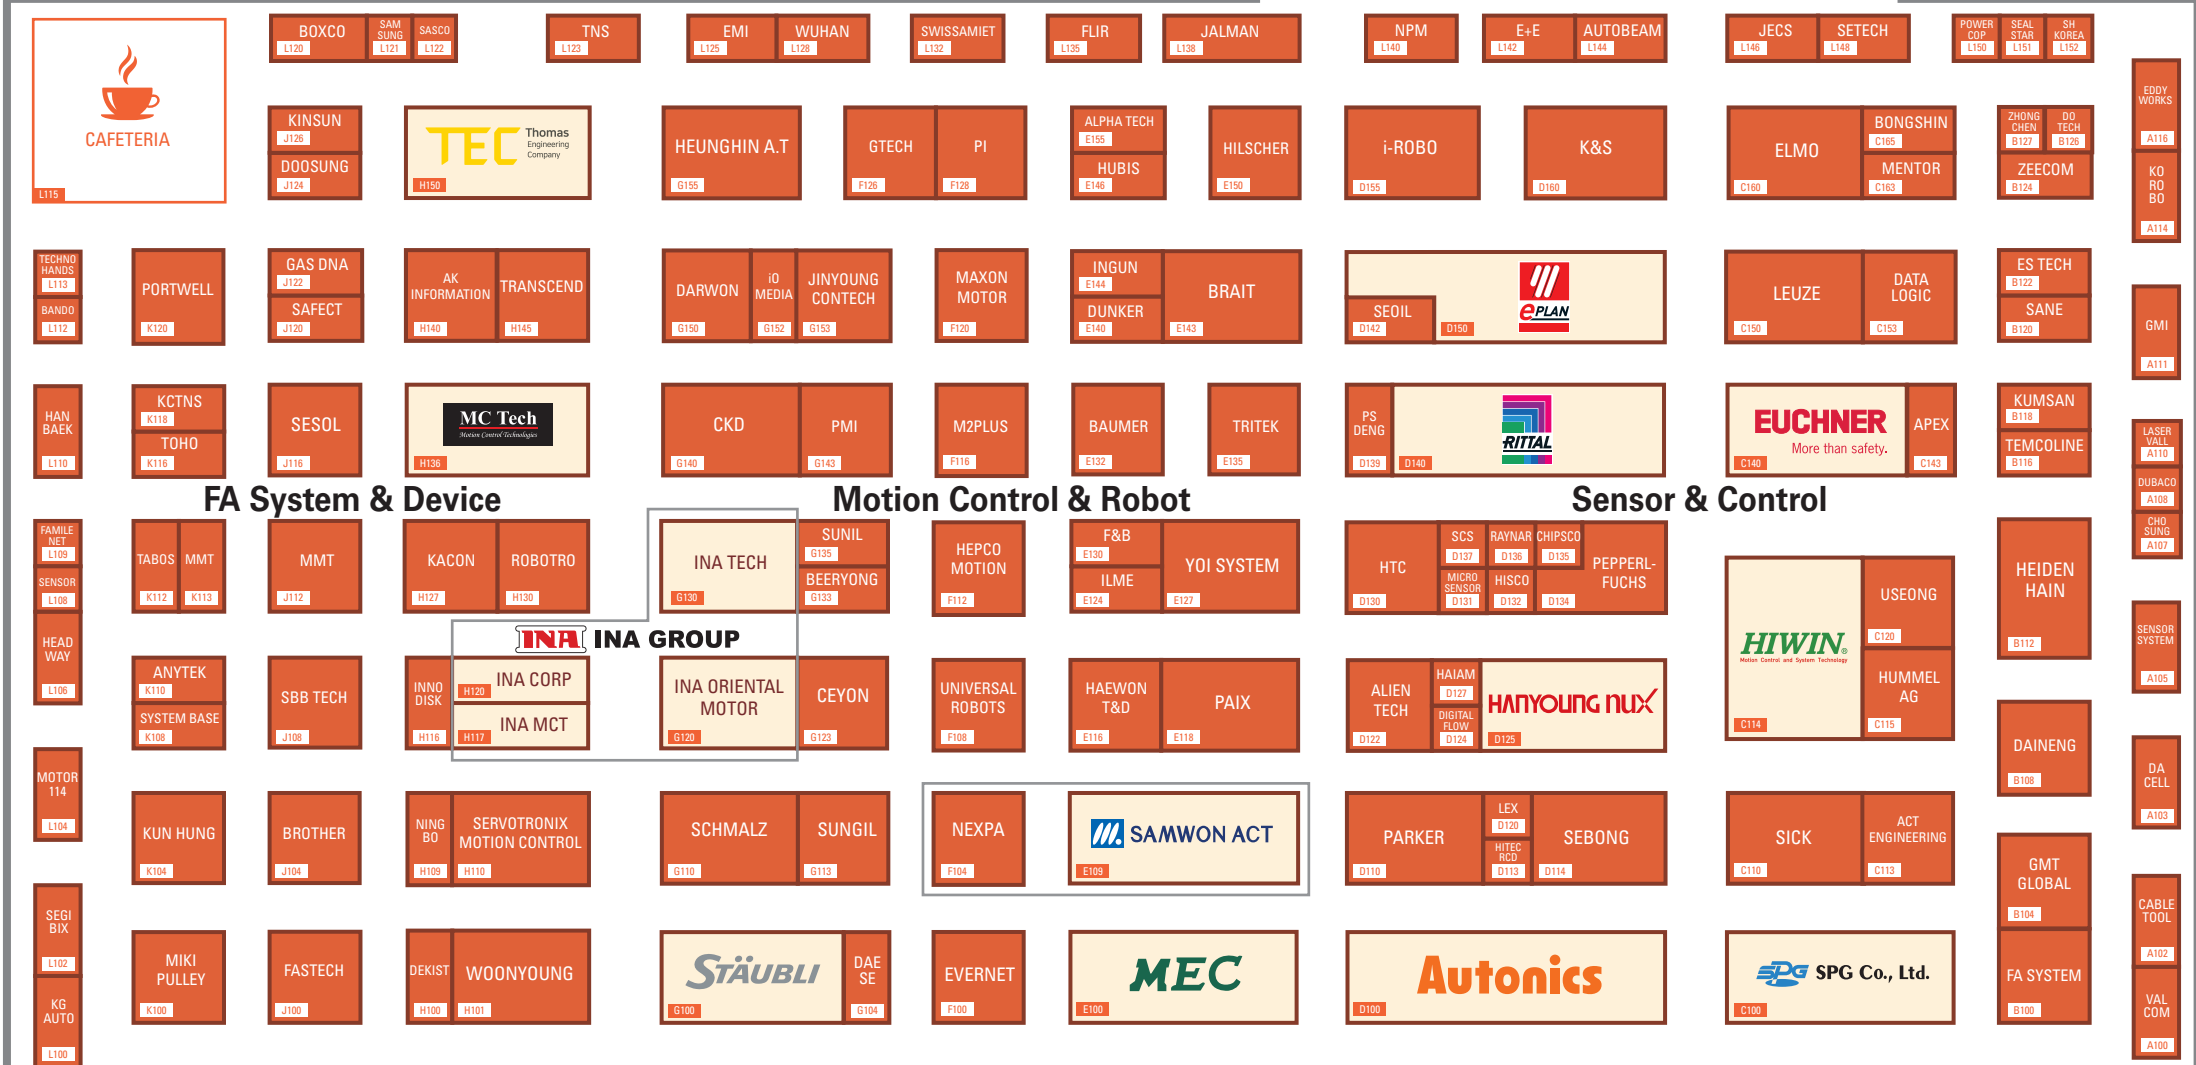 BOXCO
L120
SAM
SUNG
L121
SASCO
L122
TNS
L123
EMI
L125
WUHAN
L128
SWISSAMIET
L132
FLIR
L135
JALMAN
L138
NPM
L140
E+E
L142
AUTOBEAM
L144
JECS
L146
SETECH
L148
POWER
COP
L150
SEAL
STAR
L151
SH
KOREA
L152
CAFETERIA
L115
KINSUN
J126
DOOSUNG
J124
TEC Thomas
Engineering
Company
H150
HEUNGHIN A.T
G155
GTECH
F126
PI
F128
ALPHA TECH
E155
HUBIS
E146
HILSCHER
E150
i-ROBO
D155
K&S
D160
ELMO
C160
BONGSHIN
C165
MENTOR
C163
ZHONG
CHEN
B127
DO
TECH
B126
ZEECOM
B124
EDDY
WORKS
A116
KO
RO
BO
A114
TECHNO
HANDS
L113
BANDO
L112
PORTWELL
K120
GAS DNA
J122
SAFECT
J120
AK
INFORMATION
H140
TRANSCEND
H145
DARWON
G150
iO
MEDIA
G152
JINYOUNG
CONTECH
G153
MAXON
MOTOR
F120
INGUN
E144
DUNKER
E140
BRAIT
E143
SEOIL
D142
ePLAN
D150
LEUZE
C150
DATA
LOGIC
C153
ES TECH
B122
SANE
B120
GMI
A111
HAN
BAEK
L110
KCTNS
K118
TOHO
K116
SESOL
J116
MC Tech
Motion Control Technologies
H136
CKD
G140
PMI
G143
M2PLUS
F116
BAUMER
E132
TRITEK
E135
PS
DENG
D139
RITTAL
D140
EUCHNER
More than safety.
C140
APEX
C143
KUMSAN
B118
TEMCOLINE
B116
LASER
VALL
A110
DUBACO
A108
CHO
SUNG
A107
FA System & Device
Motion Control & Robot
Sensor & Control
FAMILE
NET
L109
SENSOR
L108
HEAD
WAY
L106
TABOS
K112
MMT
K113
MMT
J112
KACON
H127
ROBOTRO
H130
INA TECH
G130
SUNIL
G135
BEERYONG
G133
HEPCO
MOTION
F112
F&B
E130
ILME
E124
YOI SYSTEM
E127
HTC
D130
SCS
D137
RAYNAR
D136
CHIPSCO
D135
MICRO
SENSOR
D131
HISCO
D132
PEPPERL-
FUCHS
D134
HIWIN®
Motion Control and System Technology
C114
USEONG
C120
HUMMEL
AG
C115
HEIDEN
HAIN
B112
SENSOR
SYSTEM
A105
INA INA GROUP
ANYTEK
K110
SYSTEM BASE
K108
SBB TECH
J108
INNO
DISK
H116
INA CORP
H120
INA MCT
H117
INA ORIENTAL
MOTOR
G120
CEYON
G123
UNIVERSAL
ROBOTS
F108
HAEWON
T&D
E116
PAIX
E118
ALIEN
TECH
D122
HAIAM
D127
DIGITAL
FLOW
D124
HANYOUNG NUX
D125
DAINENG
B108
MOTOR
114
L104
KUN HUNG
K104
BROTHER
J104
NING
BO
H109
SERVOTRONIX
MOTION CONTROL
H110
SCHMALZ
G110
SUNGIL
G113
NEXPA
F104
SAMWON ACT
E109
PARKER
D110
LEX
D120
HITEC
RCD
D113
SEBONG
D114
SICK
C110
ACT
ENGINEERING
C113
GMT
GLOBAL
B104
DA
CELL
A103
SEGI
BIX
L102
KG
AUTO
L100
MIKI
PULLEY
K100
FASTECH
J100
DEKIST
H100
WOONYOUNG
H101
STÄUBLI
G100
DAE
SE
G104
EVERNET
F100
MEC
E100
Autonics
D100
SPG SPG Co., Ltd.
C100
FA SYSTEM
B100
CABLE
TOOL
A102
VAL
COM
A100